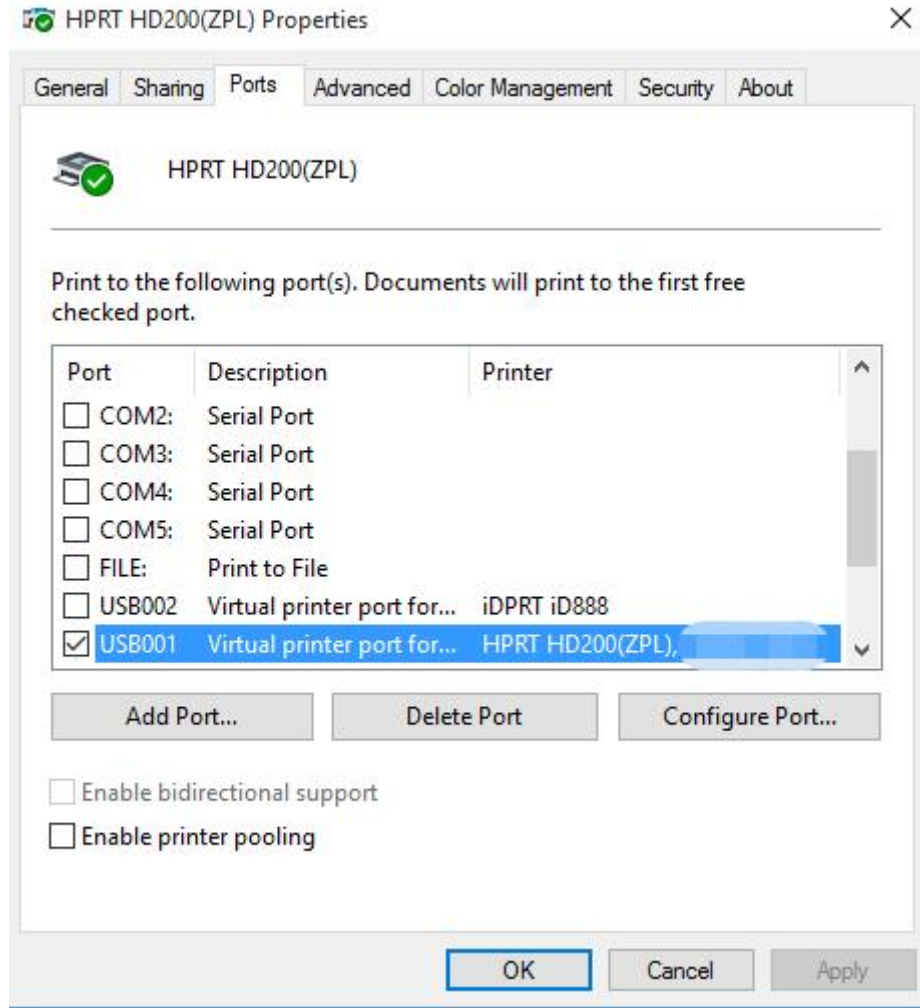 HPRT HD200(ZPL) Properties
General Sharing Ports Advanced Color Management Security About
HPRT HD200(ZPL)
Print to the following port(s). Documents will print to the first free
checked port.
Port Description Printer
COM2: Serial Port
COM3: Serial Port
COM4: Serial Port
COM5: Serial Port
FILE: Print to File
USB002 Virtual printer port for... iDPRT iD888
USB001 Virtual printer port for... HPRT HD200(ZPL),
Add Port... Delete Port Configure Port...
Enable bidirectional support
Enable printer pooling
OK Cancel Apply